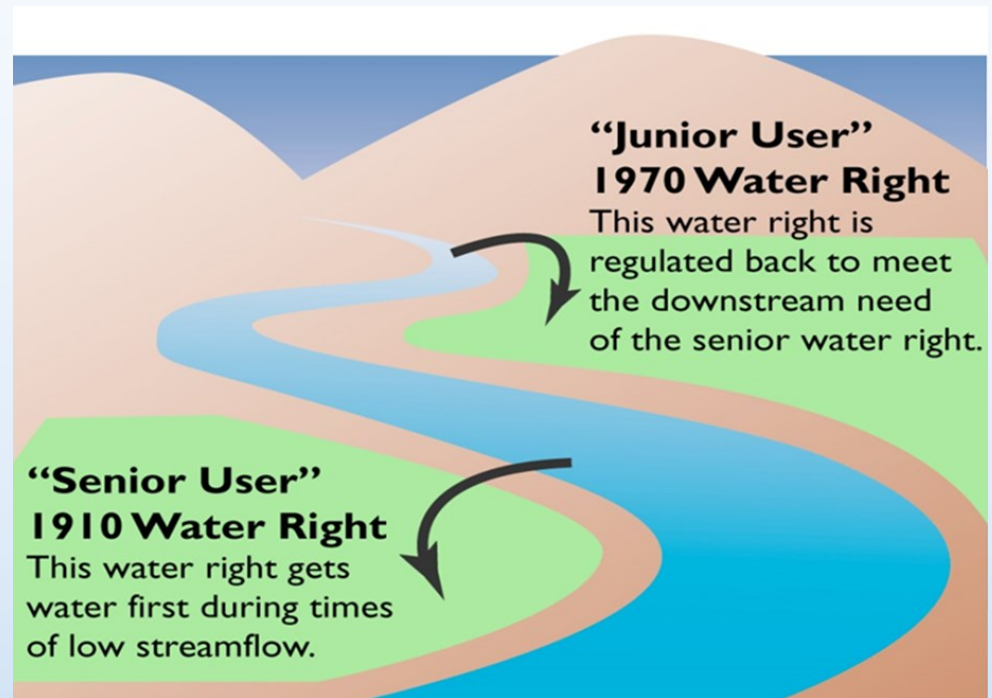 “Junior User”
1970 Water Right
This water right is
regulated back to meet
the downstream need
of the senior water right.
“Senior User”
1910 Water Right
This water right gets
water first during times
of low streamflow.